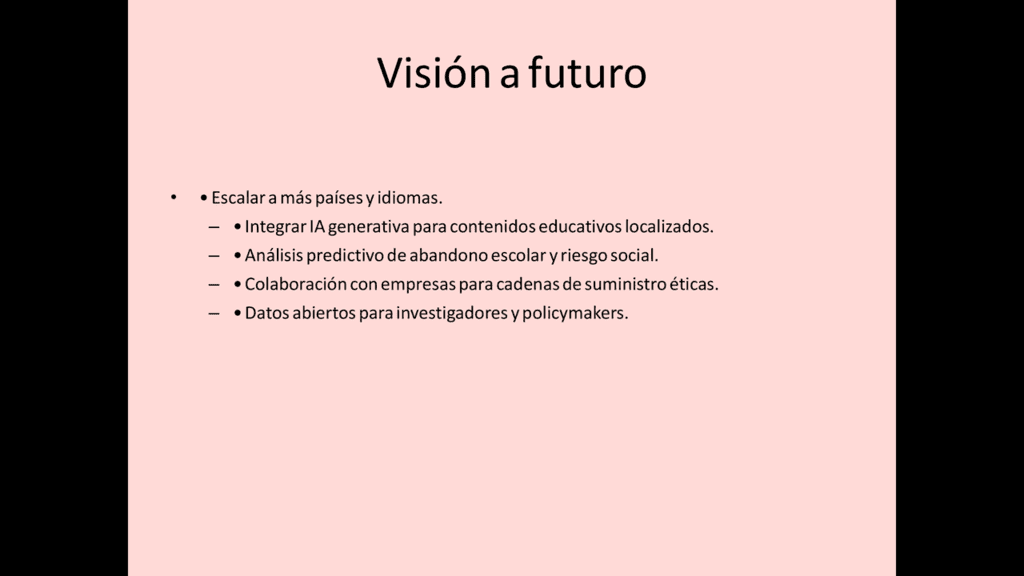 Visión a futuro
• • Escalar a más países y idiomas.
– • Integrar IA generativa para contenidos educativos localizados.
– • Análisis predictivo de abandono escolar y riesgo social.
– • Colaboración con empresas para cadenas de suministro éticas.
– • Datos abiertos para investigadores y policymakers.